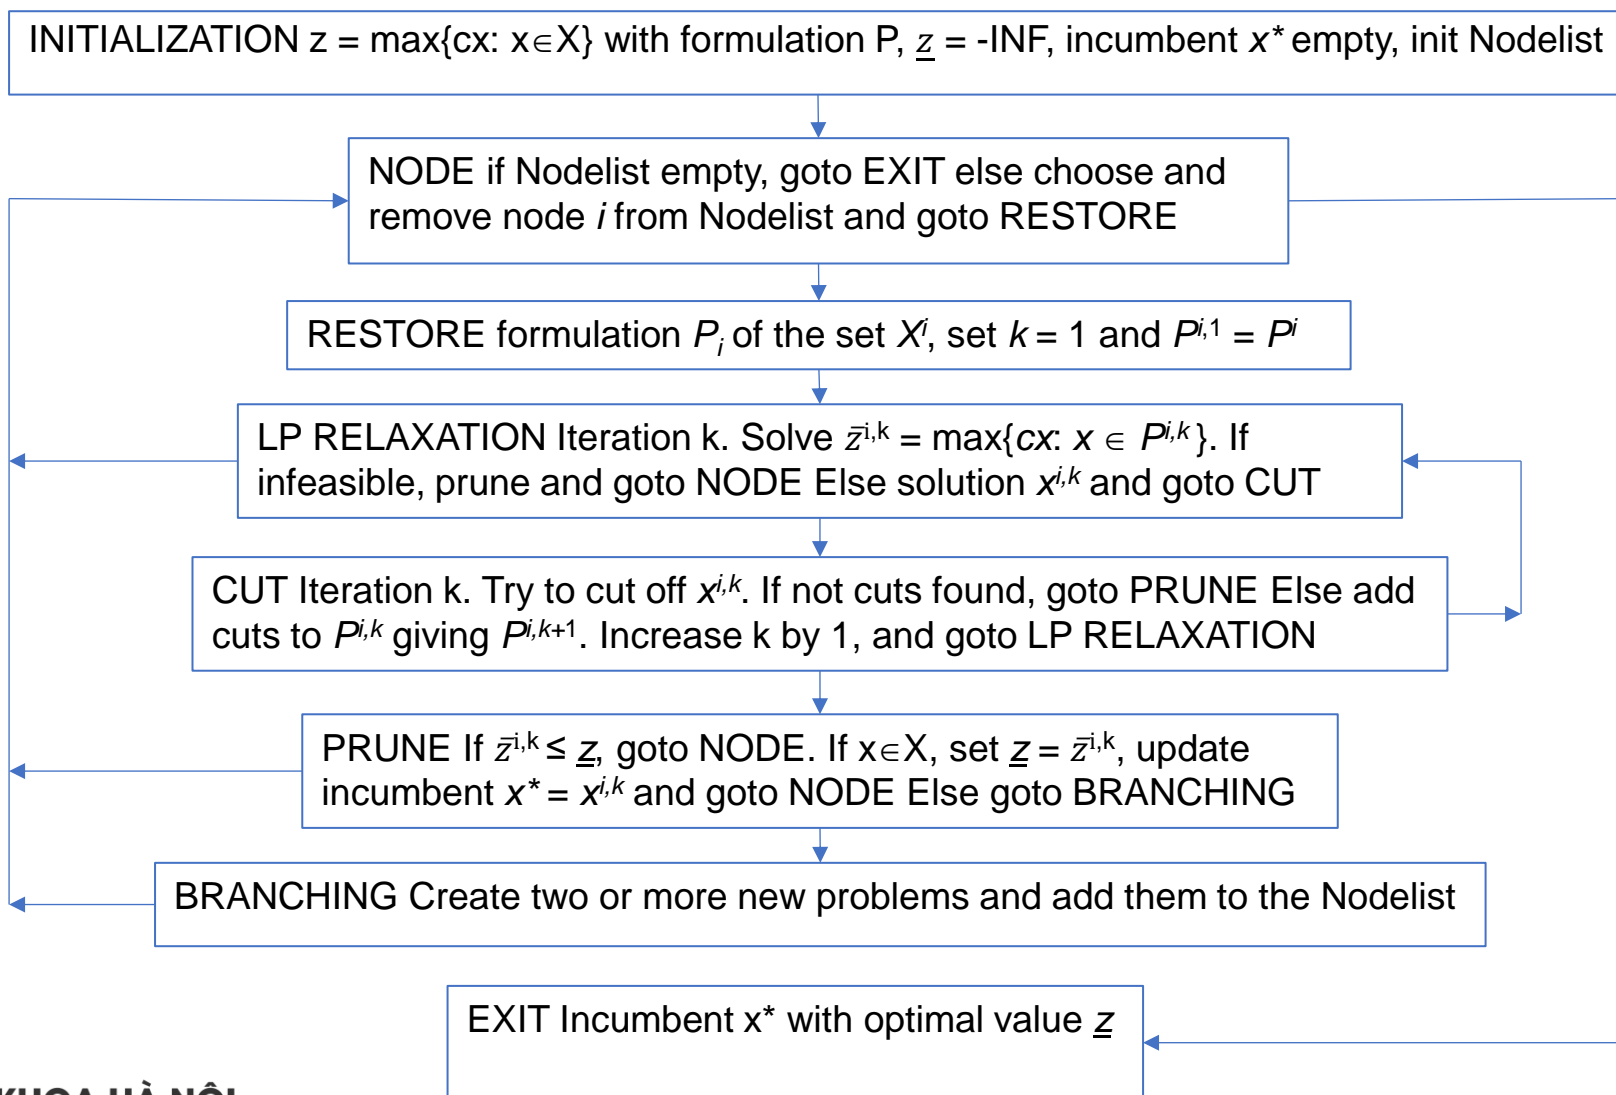 INITIALIZATION z = max{cx: x∈X} with formulation P, z̲ = -INF, incumbent x* empty, init Nodelist
NODE if Nodelist empty, goto EXIT else choose and
remove node i from Nodelist and goto RESTORE
RESTORE formulation Pᵢ of the set Xⁱ, set k = 1 and Pⁱ,¹ = Pⁱ
LP RELAXATION Iteration k. Solve z̄ⁱ,ᵏ = max{cx: x ∈ Pⁱ,ᵏ}. If
infeasible, prune and goto NODE Else solution xⁱ,ᵏ and goto CUT
CUT Iteration k. Try to cut off xⁱ,ᵏ. If not cuts found, goto PRUNE Else add
cuts to Pⁱ,ᵏ giving Pⁱ,ᵏ⁺¹. Increase k by 1, and goto LP RELAXATION
PRUNE If z̄ⁱ,ᵏ ≤ z̲, goto NODE. If x∈X, set z̲ = z̄ⁱ,ᵏ, update
incumbent x* = xⁱ,ᵏ and goto NODE Else goto BRANCHING
BRANCHING Create two or more new problems and add them to the Nodelist
EXIT Incumbent x* with optimal value z̲
KHOA HÀ NỘI